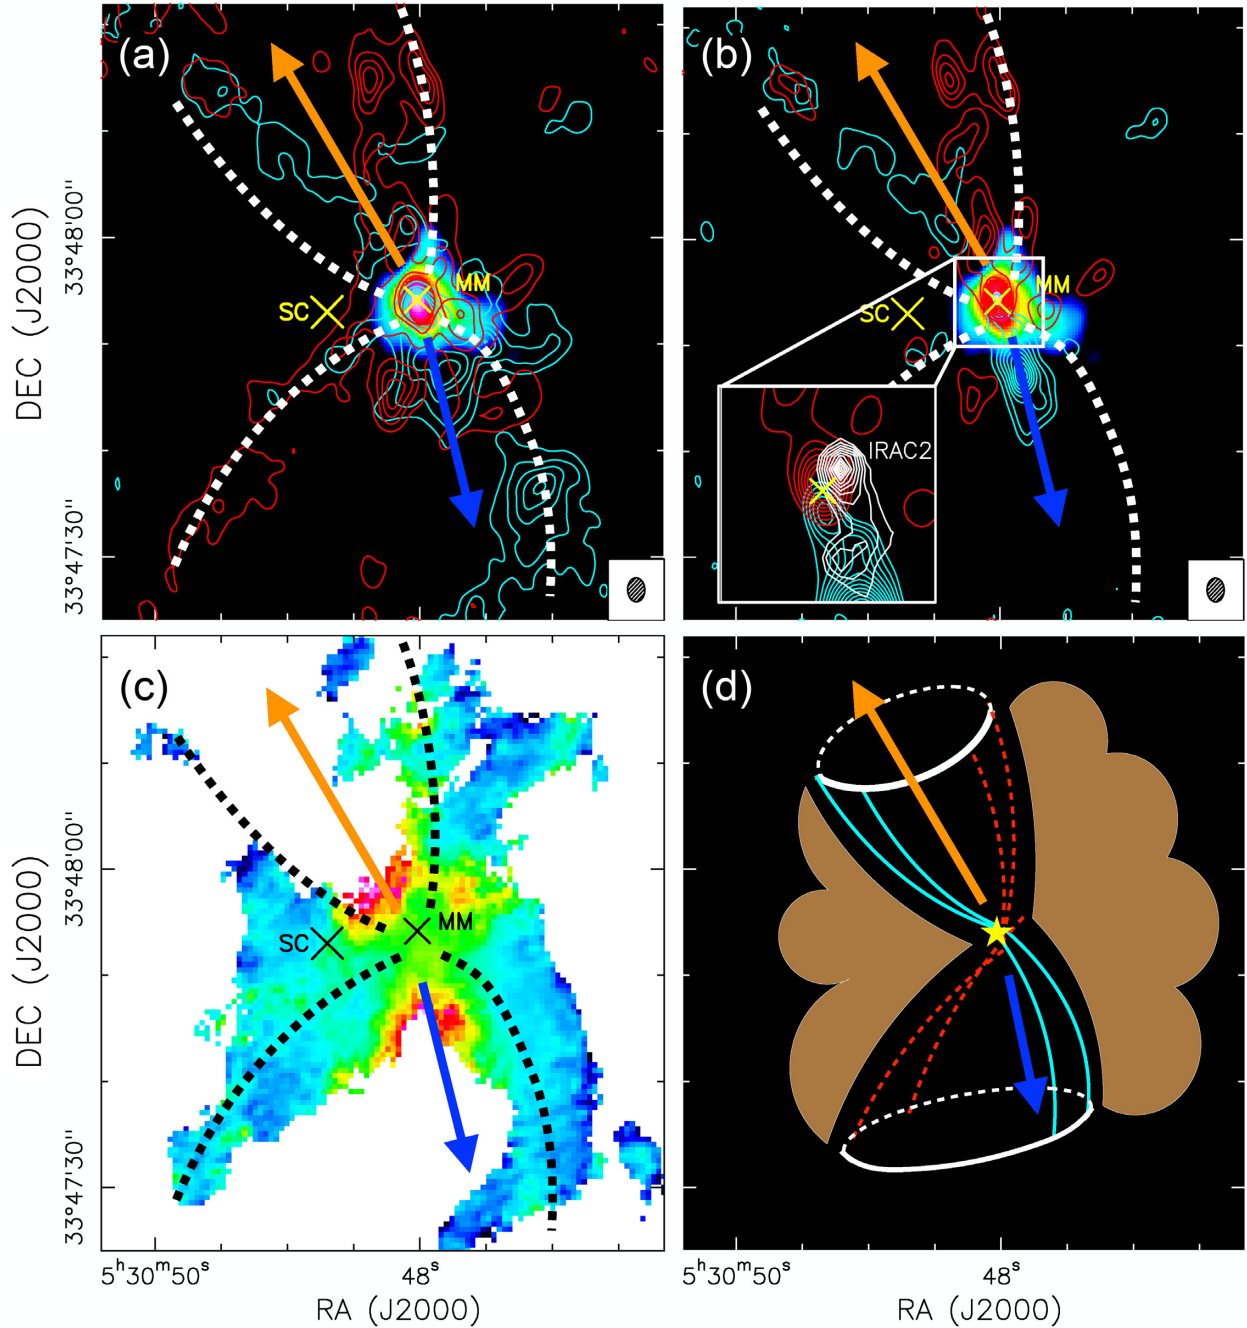 (a)
SC
MM
DEC (J2000)
33°48'00''
33°47'30''
(b)
SC
MM
IRAC2
(c)
SC
MM
DEC (J2000)
33°48'00''
33°47'30''
5ʰ30ᵐ50ˢ
48ˢ
RA (J2000)
(d)
5ʰ30ᵐ50ˢ
48ˢ
RA (J2000)